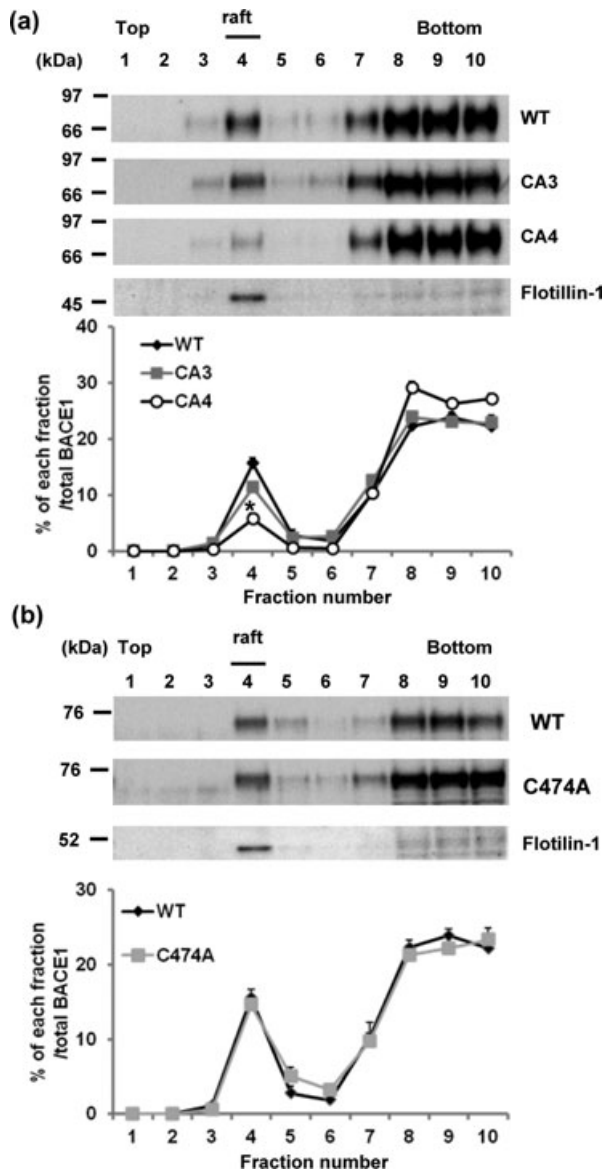 (a)
Top raft Bottom
(kDa) 1 2 3 4 5 6 7 8 9 10
97
66
WT
97
66
CA3
97
66
CA4
45
Flotillin-1
40
30
20
10
0
% of each fraction
/total BACE1
WT
CA3
CA4
*
1 2 3 4 5 6 7 8 9 10
Fraction number
(b)
raft
(kDa) Top Bottom
1 2 3 4 5 6 7 8 9 10
76
WT
76
C474A
52
Flotilin-1
30
20
10
0
% of each fraction
/total BACE1
WT
C474A
1 2 3 4 5 6 7 8 9 10
Fraction number